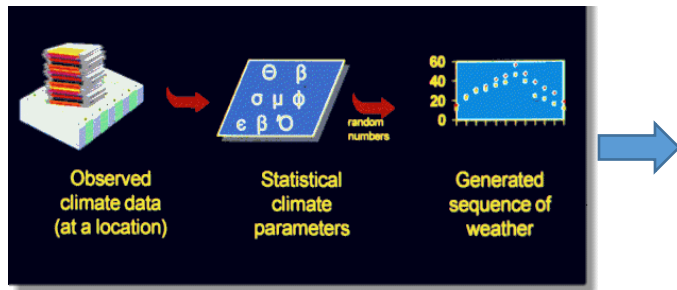 Θ β
σ μ φ
ε β Ό
60
40
20
0
random
numbers
Observed
climate data
(at a location)
Statistical
climate
parameters
Generated
sequence of
weather